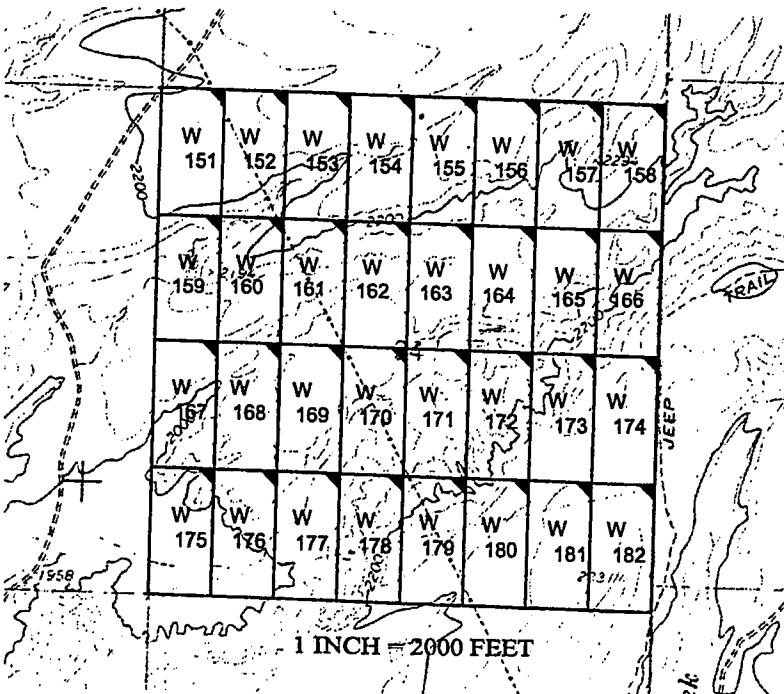 W W W W W W W W
151 152 153 154 155 156 157 158
2200
W W W W W W W W
159 160 161 162 163 164 165 166
TRAIL
W W W W W W W W
167 168 169 170 171 172 173 174
2000
JEEP
W W W W W W W W
175 176 177 178 179 180 181 182
1958
2200
1 INCH = 2000 FEET